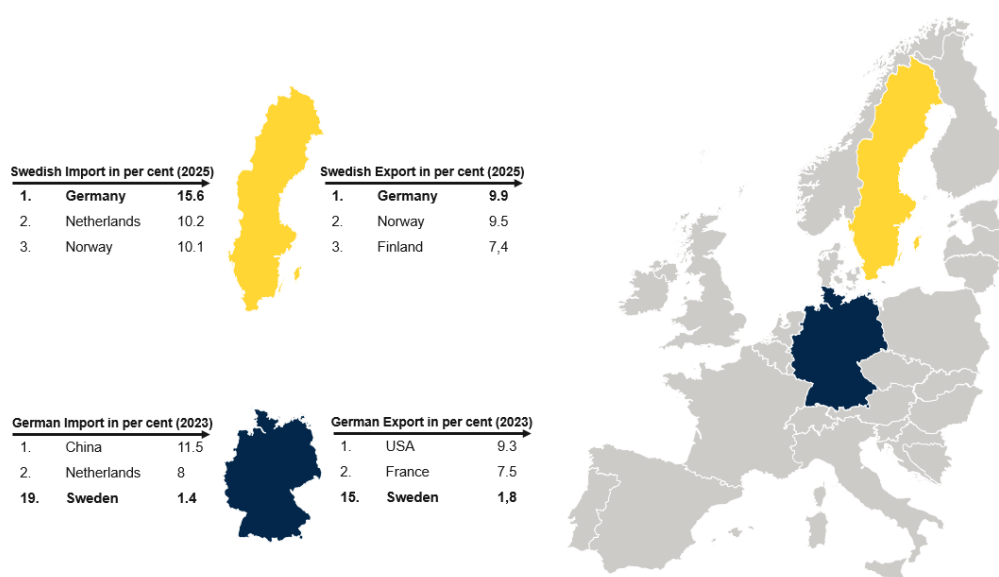 Swedish Import in per cent (2025)
1. Germany 15.6
2. Netherlands 10.2
3. Norway 10.1
Swedish Export in per cent (2025)
1. Germany 9.9
2. Norway 9.5
3. Finland 7,4
German Import in per cent (2023)
1. China 11.5
2. Netherlands 8
19. Sweden 1.4
German Export in per cent (2023)
1. USA 9.3
2. France 7.5
15. Sweden 1,8